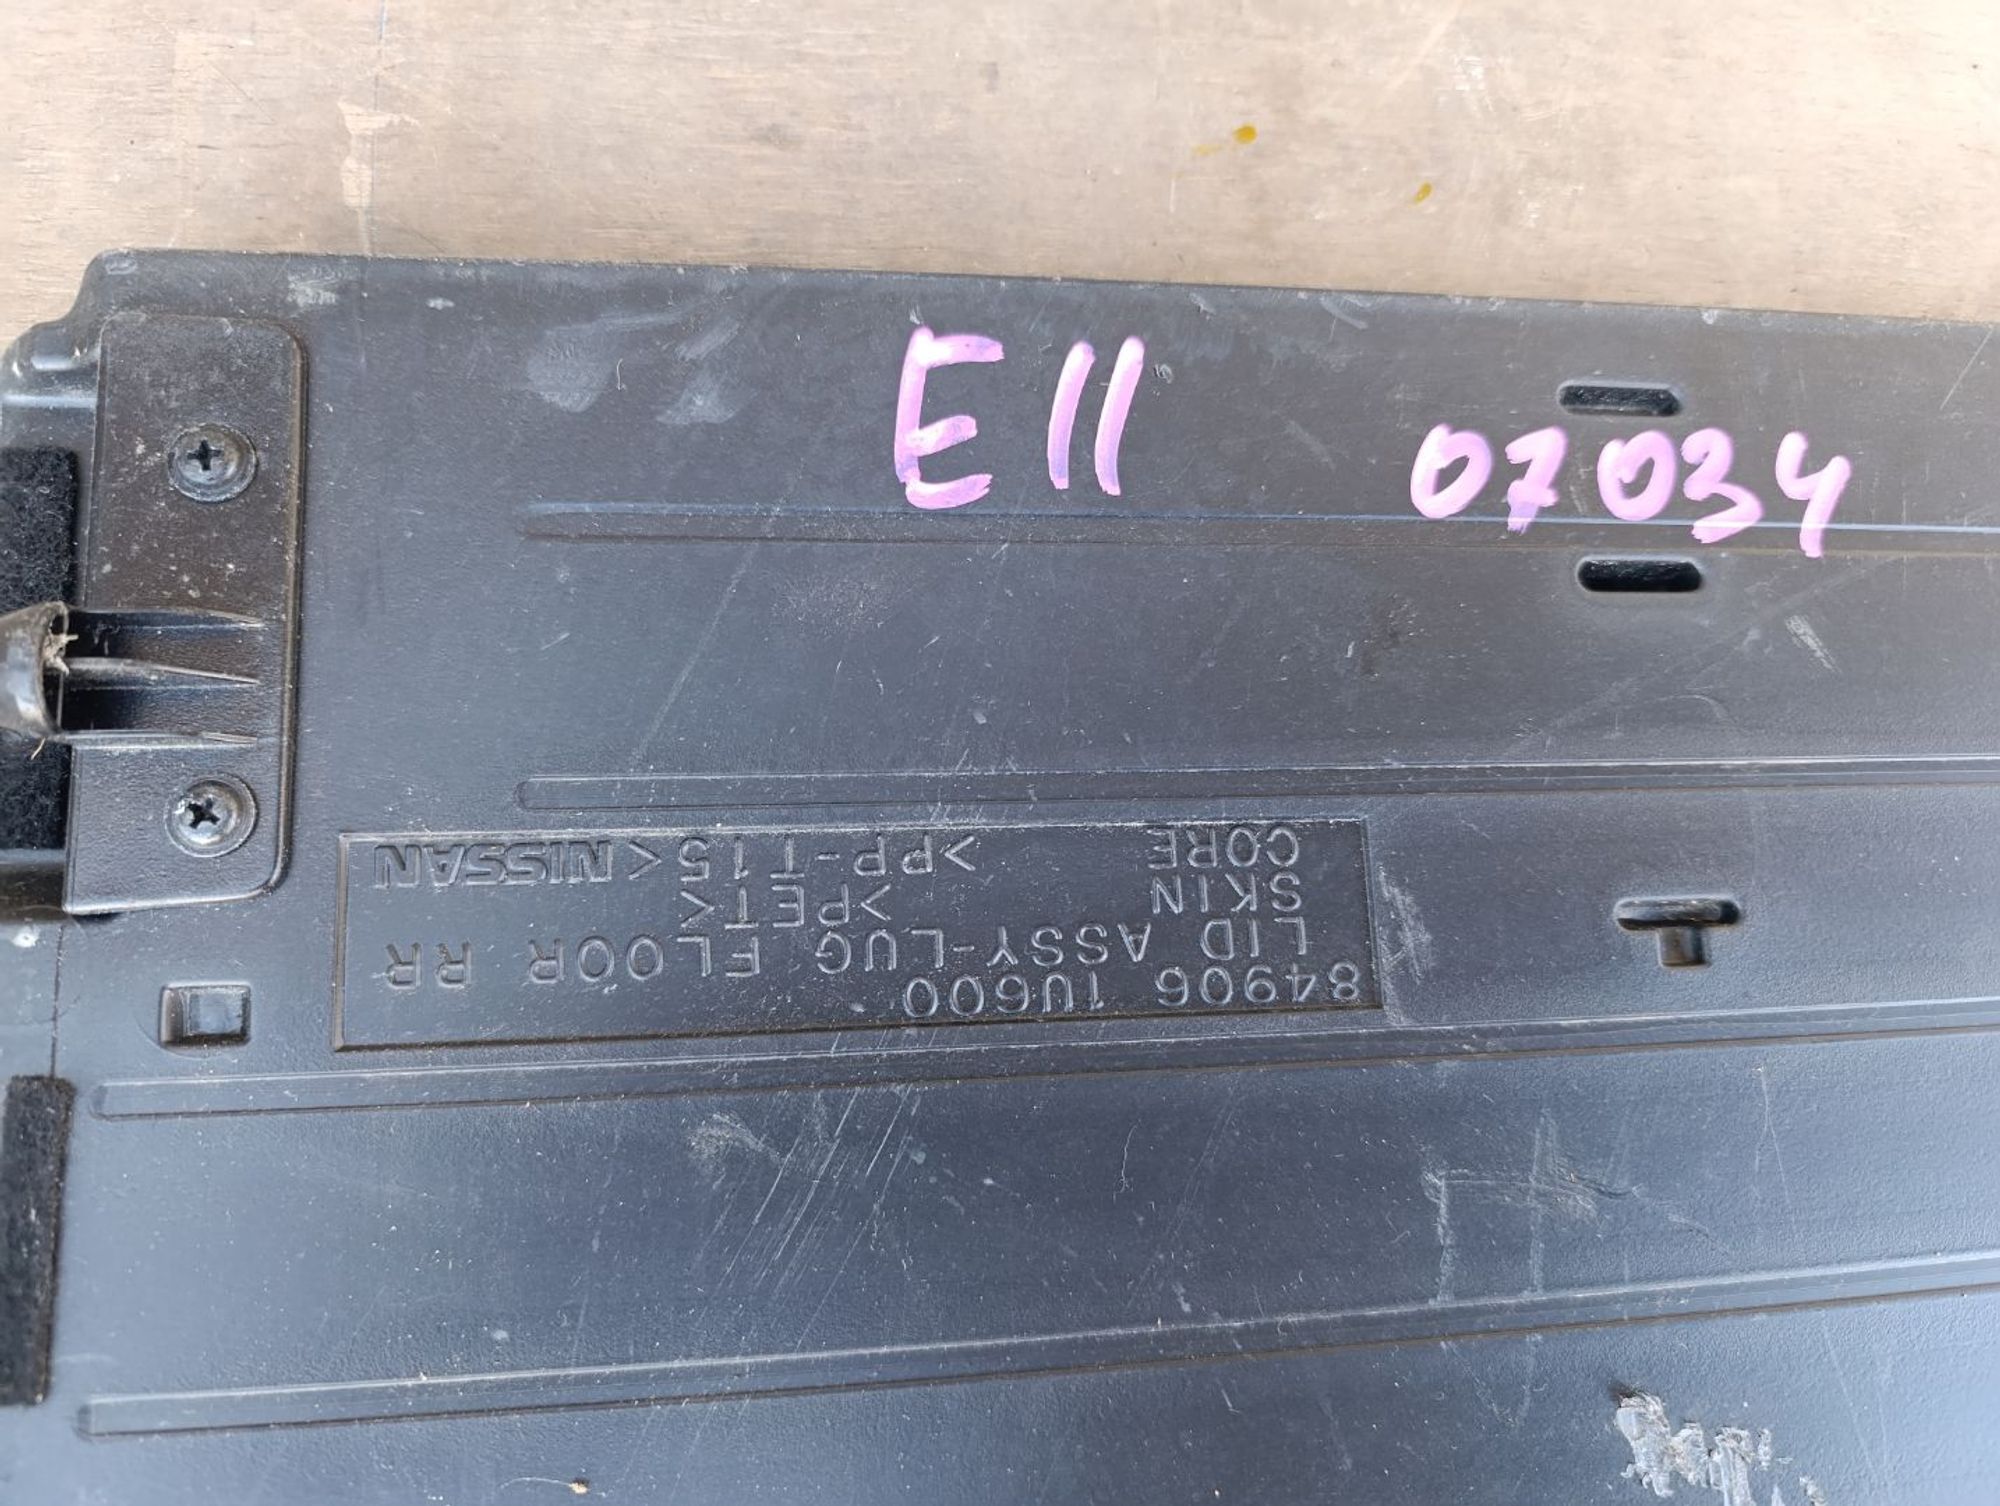 E11
07034
84906 1U600
LID ASSY-LUG FLOOR RR
SKIN >PET<
CORE >PP-T15< NISSAN